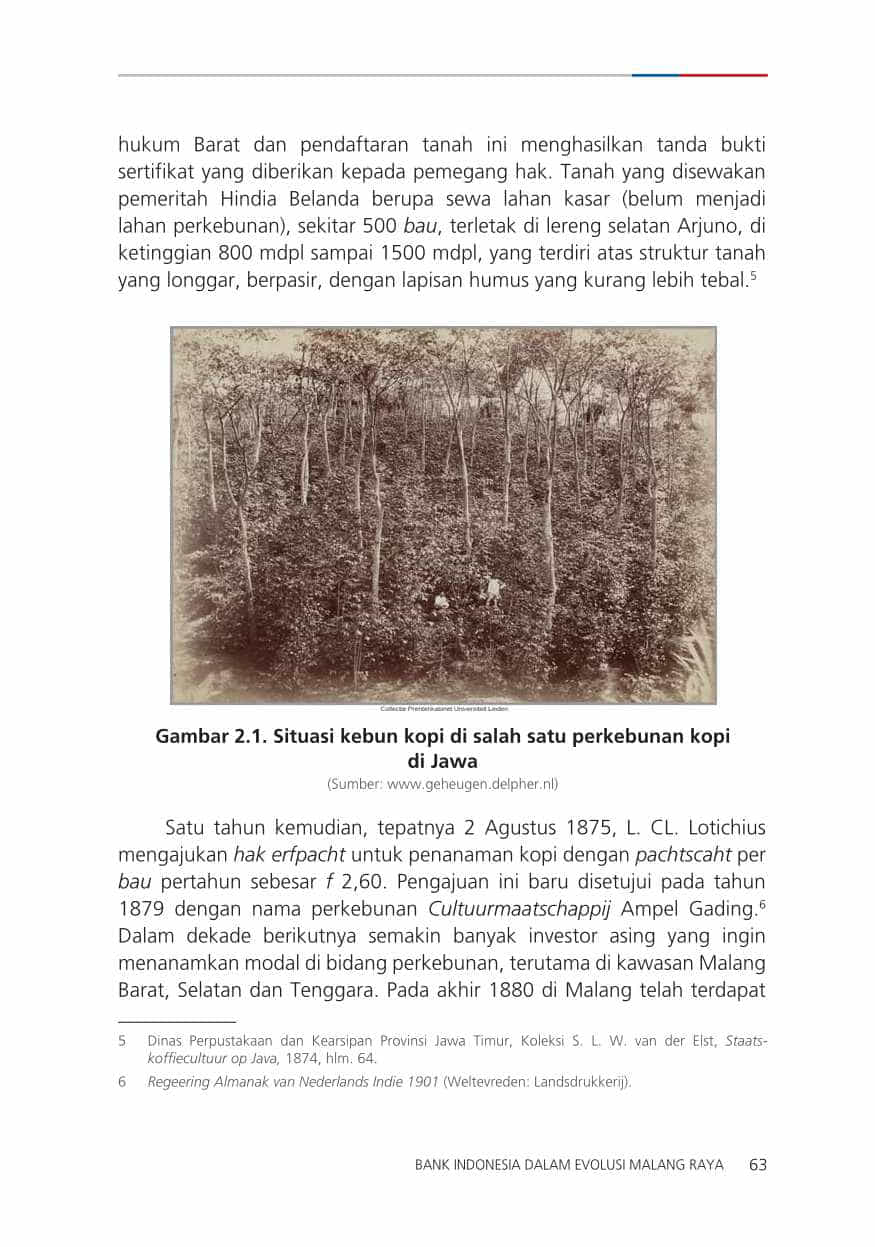 hukum Barat dan pendaftaran tanah ini menghasilkan tanda bukti
sertifikat yang diberikan kepada pemegang hak. Tanah yang disewakan
pemeritah Hindia Belanda berupa sewa lahan kasar (belum menjadi
lahan perkebunan), sekitar 500 bau, terletak di lereng selatan Arjuno, di
ketinggian 800 mdpl sampai 1500 mdpl, yang terdiri atas struktur tanah
yang longgar, berpasir, dengan lapisan humus yang kurang lebih tebal.5
Collectie Prentenkabinet Universiteit Leiden
Gambar 2.1. Situasi kebun kopi di salah satu perkebunan kopi
di Jawa
(Sumber: www.geheugen.delpher.nl)
Satu tahun kemudian, tepatnya 2 Agustus 1875, L. CL. Lotichius
mengajukan hak erfpacht untuk penanaman kopi dengan pachtscaht per
bau pertahun sebesar f 2,60. Pengajuan ini baru disetujui pada tahun
1879 dengan nama perkebunan Cultuurmaatschappij Ampel Gading.6
Dalam dekade berikutnya semakin banyak investor asing yang ingin
menanamkan modal di bidang perkebunan, terutama di kawasan Malang
Barat, Selatan dan Tenggara. Pada akhir 1880 di Malang telah terdapat
5 Dinas Perpustakaan dan Kearsipan Provinsi Jawa Timur, Koleksi S. L. W. van der Elst, Staats-
koffiecultuur op Java, 1874, hlm. 64.
6 Regeering Almanak van Nederlands Indie 1901 (Weltevreden: Landsdrukkerij).
BANK INDONESIA DALAM EVOLUSI MALANG RAYA 63